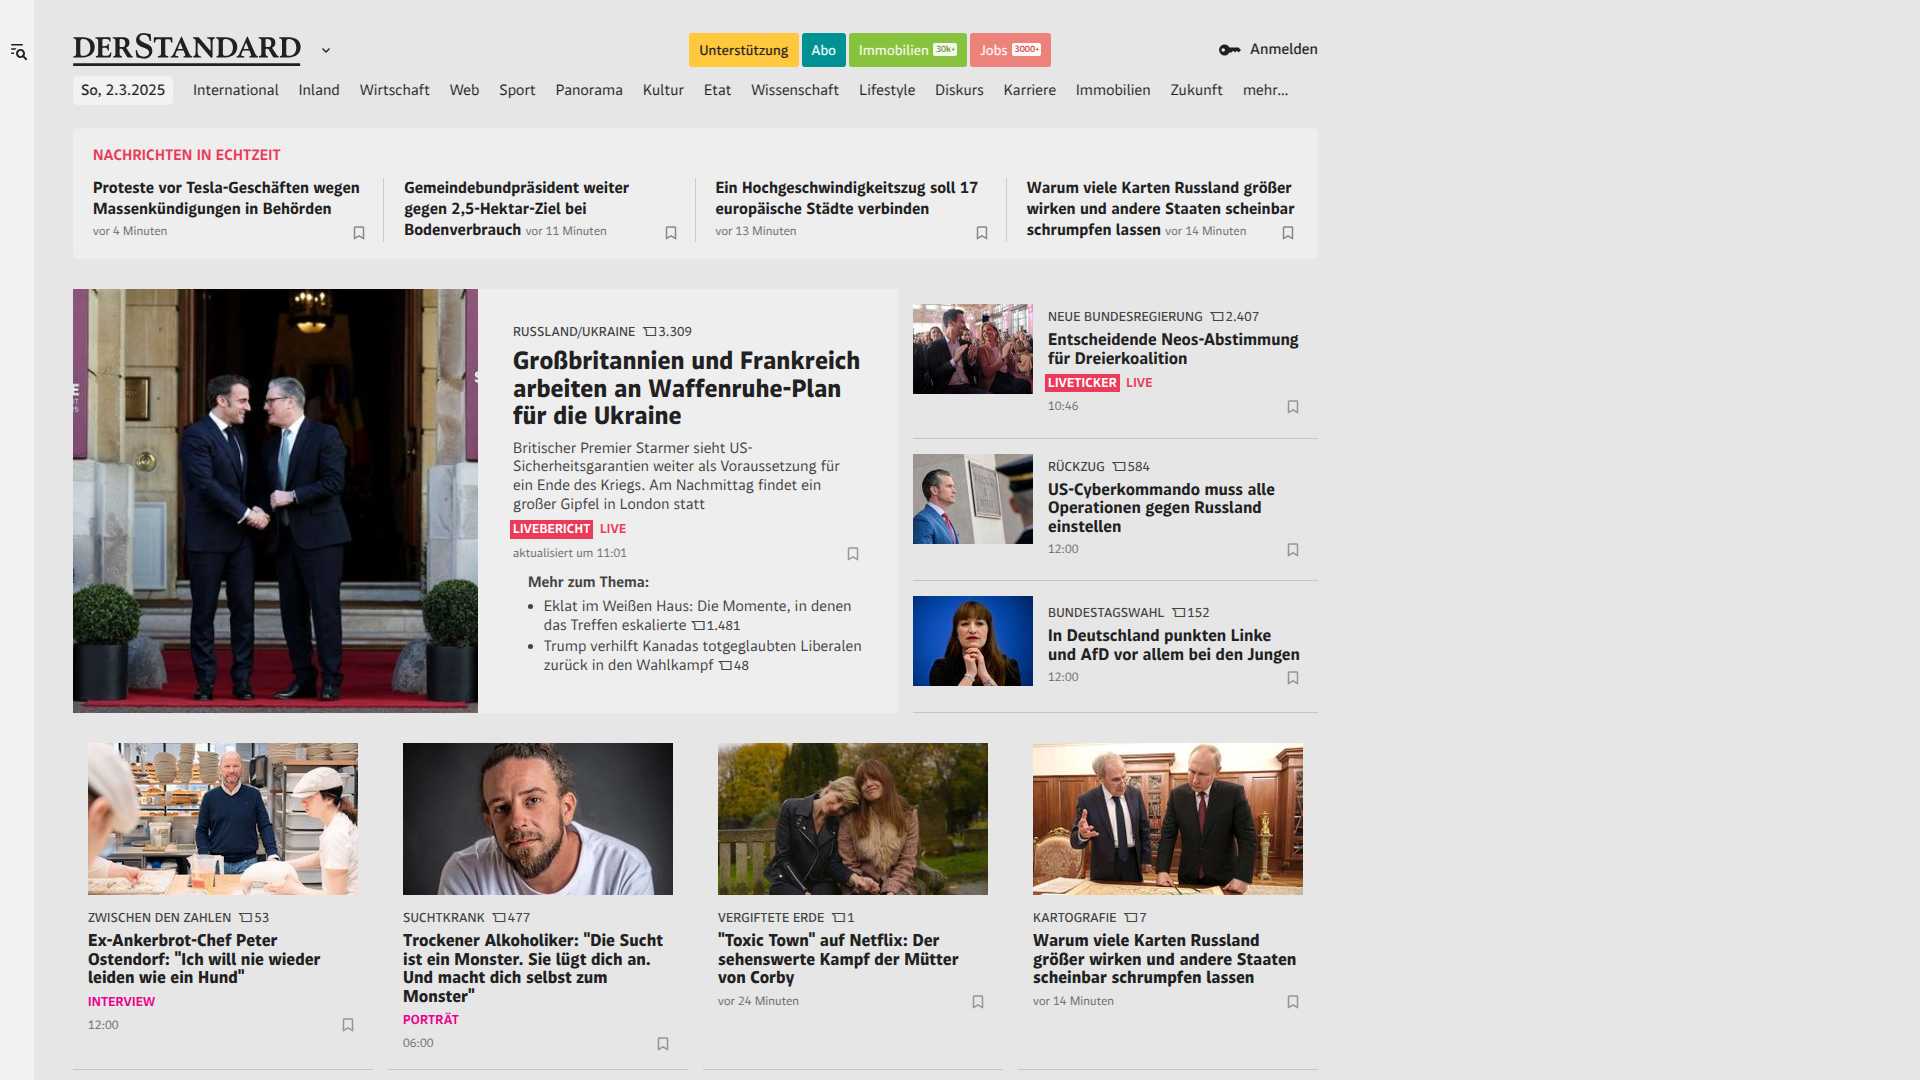 DERSTANDARD
Unterstützung
Abo
Immobilien 30k+
Jobs 3000+
Anmelden
So, 2.3.2025
International
Inland
Wirtschaft
Web
Sport
Panorama
Kultur
Etat
Wissenschaft
Lifestyle
Diskurs
Karriere
Immobilien
Zukunft
mehr...
NACHRICHTEN IN ECHTZEIT
Proteste vor Tesla-Geschäften wegen
Massenkündigungen in Behörden
vor 4 Minuten
Gemeindebundpräsident weiter
gegen 2,5-Hektar-Ziel bei
Bodenverbrauch vor 11 Minuten
Ein Hochgeschwindigkeitszug soll 17
europäische Städte verbinden
vor 13 Minuten
Warum viele Karten Russland größer
wirken und andere Staaten scheinbar
schrumpfen lassen vor 14 Minuten
RUSSLAND/UKRAINE 3.309
Großbritannien und Frankreich
arbeiten an Waffenruhe-Plan
für die Ukraine
Britischer Premier Starmer sieht US-
Sicherheitsgarantien weiter als Voraussetzung für
ein Ende des Kriegs. Am Nachmittag findet ein
großer Gipfel in London statt
LIVEBERICHT LIVE
aktualisiert um 11:01
Mehr zum Thema:
• Eklat im Weißen Haus: Die Momente, in denen
das Treffen eskalierte 1.481
• Trump verhilft Kanadas totgeglaubten Liberalen
zurück in den Wahlkampf 48
NEUE BUNDESREGIERUNG 2.407
Entscheidende Neos-Abstimmung
für Dreierkoalition
LIVETICKER LIVE
10:46
RÜCKZUG 584
US-Cyberkommando muss alle
Operationen gegen Russland
einstellen
12:00
BUNDESTAGSWAHL 152
In Deutschland punkten Linke
und AfD vor allem bei den Jungen
12:00
ZWISCHEN DEN ZAHLEN 53
Ex-Ankerbrot-Chef Peter
Ostendorf: "Ich will nie wieder
leiden wie ein Hund"
INTERVIEW
12:00
SUCHTKRANK 477
Trockener Alkoholiker: "Die Sucht
ist ein Monster. Sie lügt dich an.
Und macht dich selbst zum
Monster"
PORTRÄT
06:00
VERGIFTETE ERDE 1
"Toxic Town" auf Netflix: Der
sehenswerte Kampf der Mütter
von Corby
vor 24 Minuten
KARTOGRAFIE 7
Warum viele Karten Russland
größer wirken und andere Staaten
scheinbar schrumpfen lassen
vor 14 Minuten